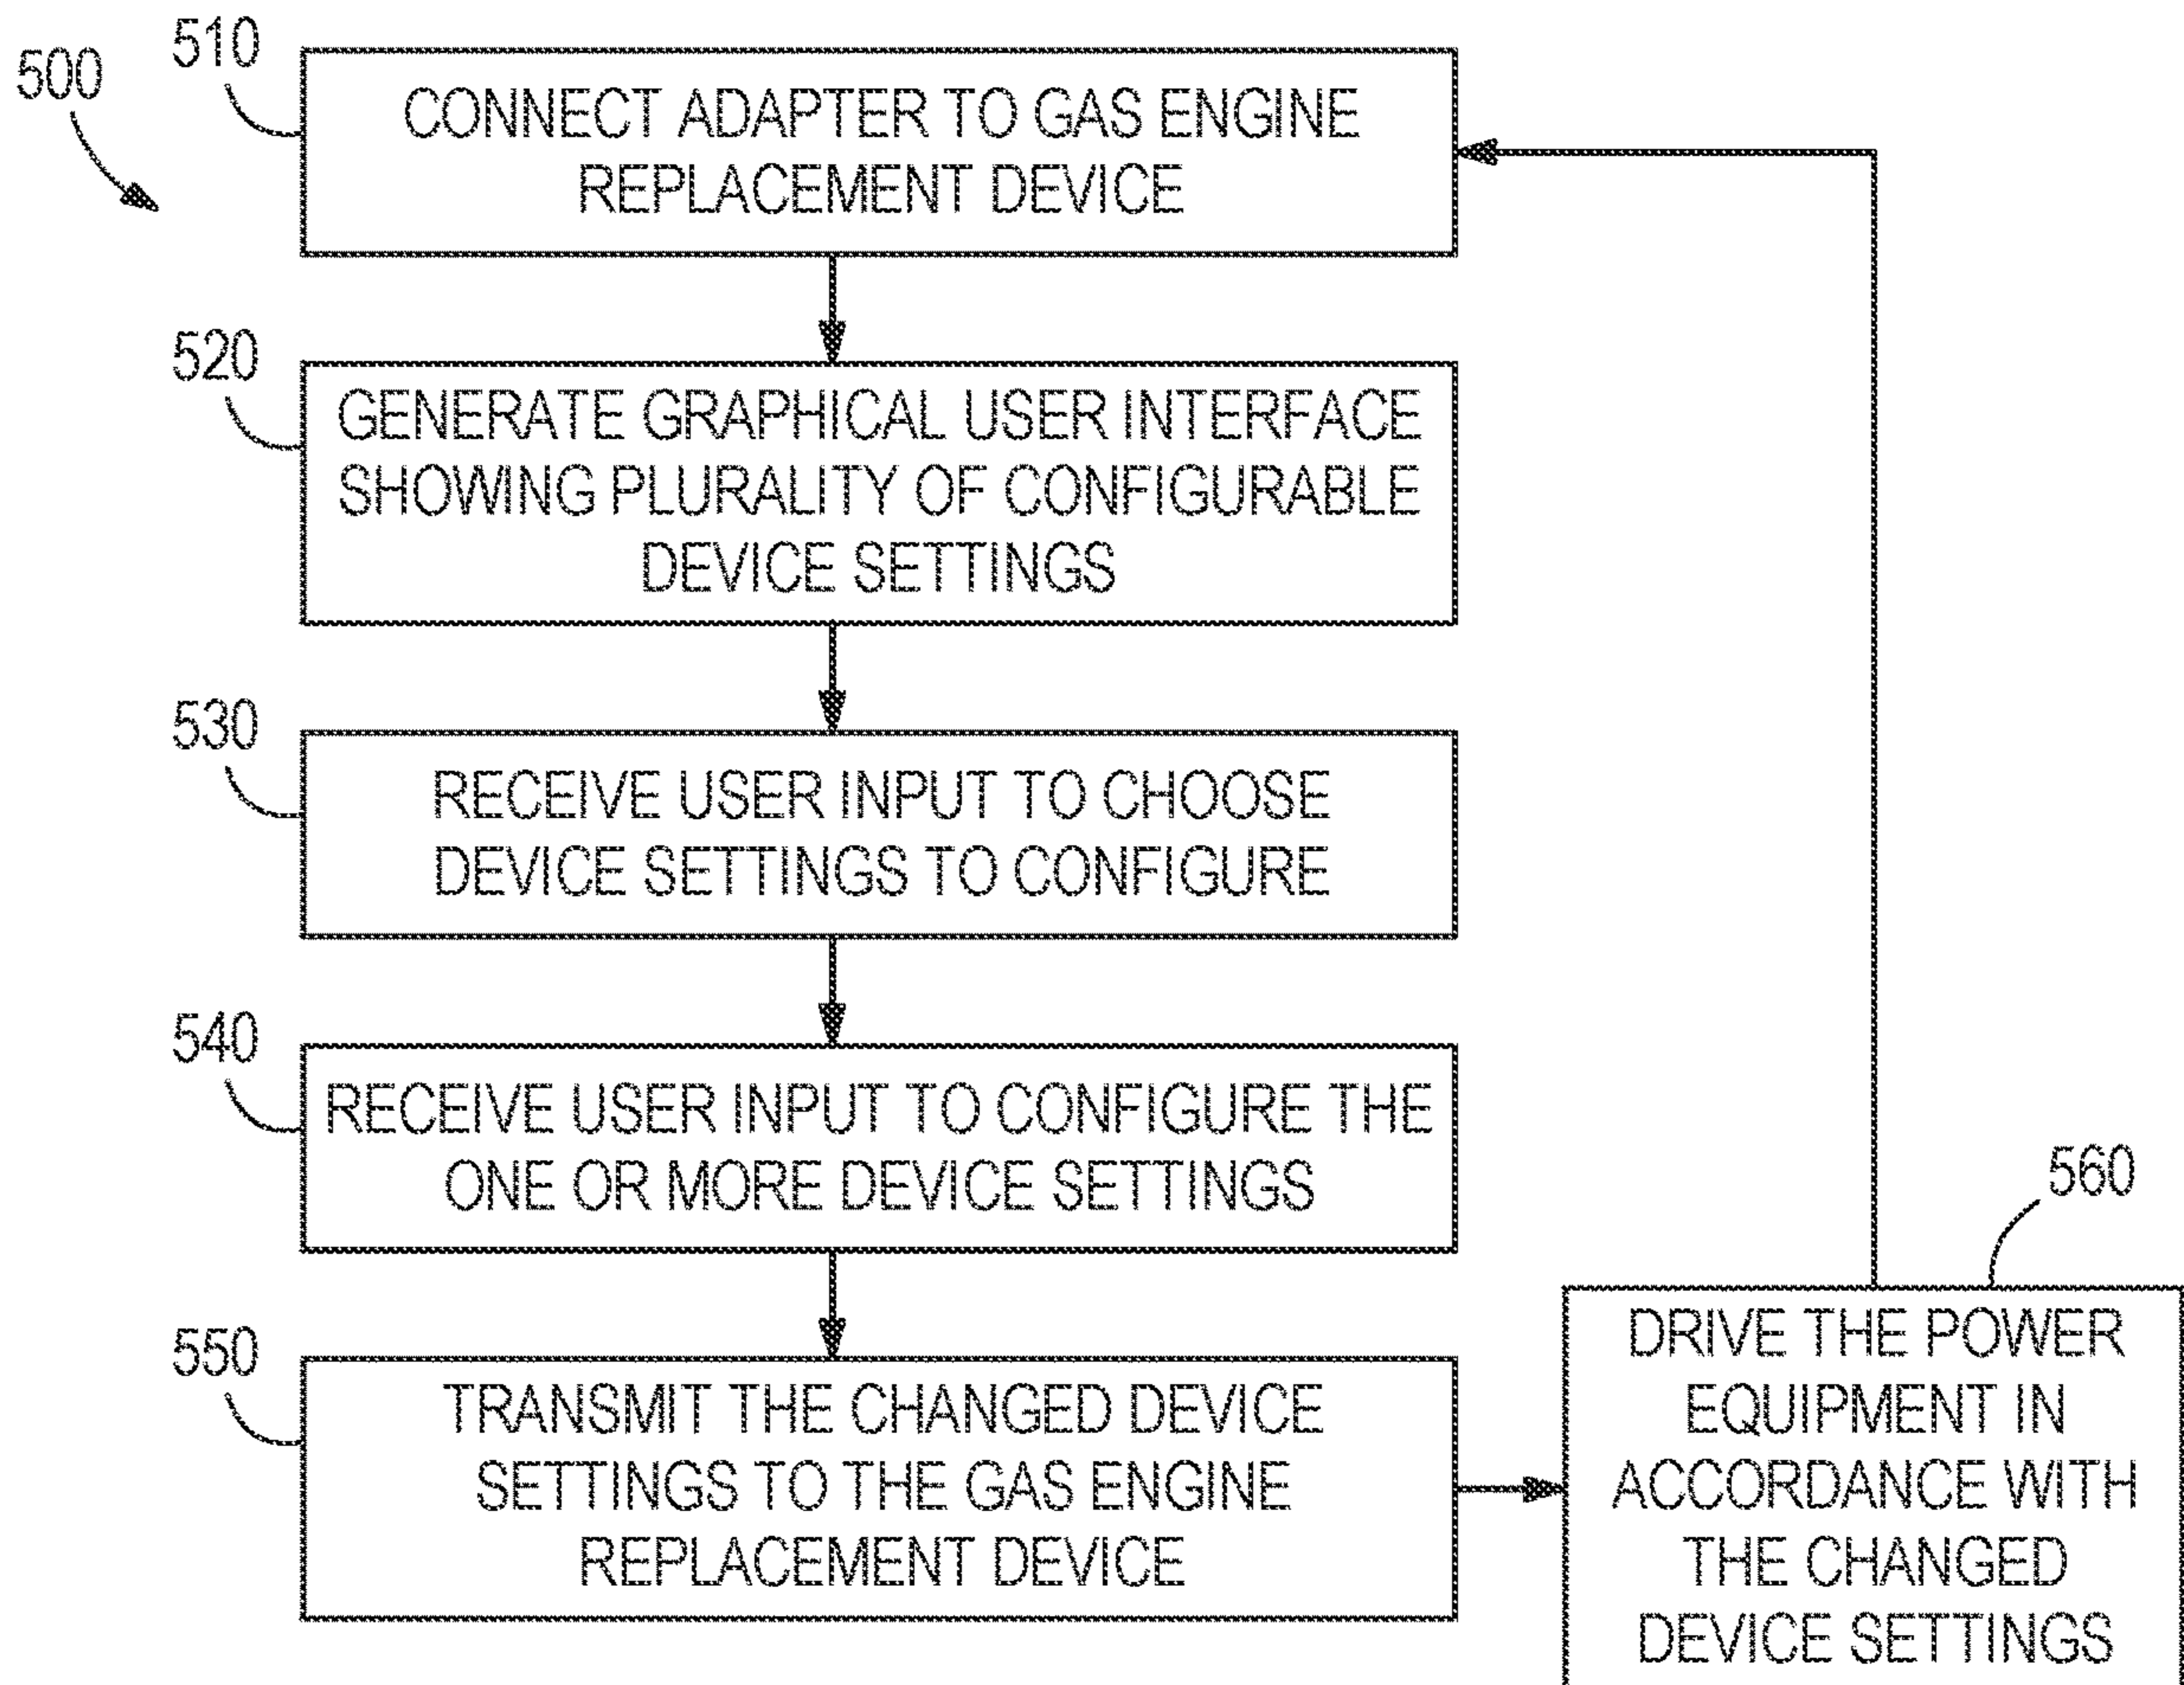 500
510
CONNECT ADAPTER TO GAS ENGINE
REPLACEMENT DEVICE
520
GENERATE GRAPHICAL USER INTERFACE
SHOWING PLURALITY OF CONFIGURABLE
DEVICE SETTINGS
530
RECEIVE USER INPUT TO CHOOSE
DEVICE SETTINGS TO CONFIGURE
540
RECEIVE USER INPUT TO CONFIGURE THE
ONE OR MORE DEVICE SETTINGS
550
TRANSMIT THE CHANGED DEVICE
SETTINGS TO THE GAS ENGINE
REPLACEMENT DEVICE
560
DRIVE THE POWER
EQUIPMENT IN
ACCORDANCE WITH
THE CHANGED
DEVICE SETTINGS